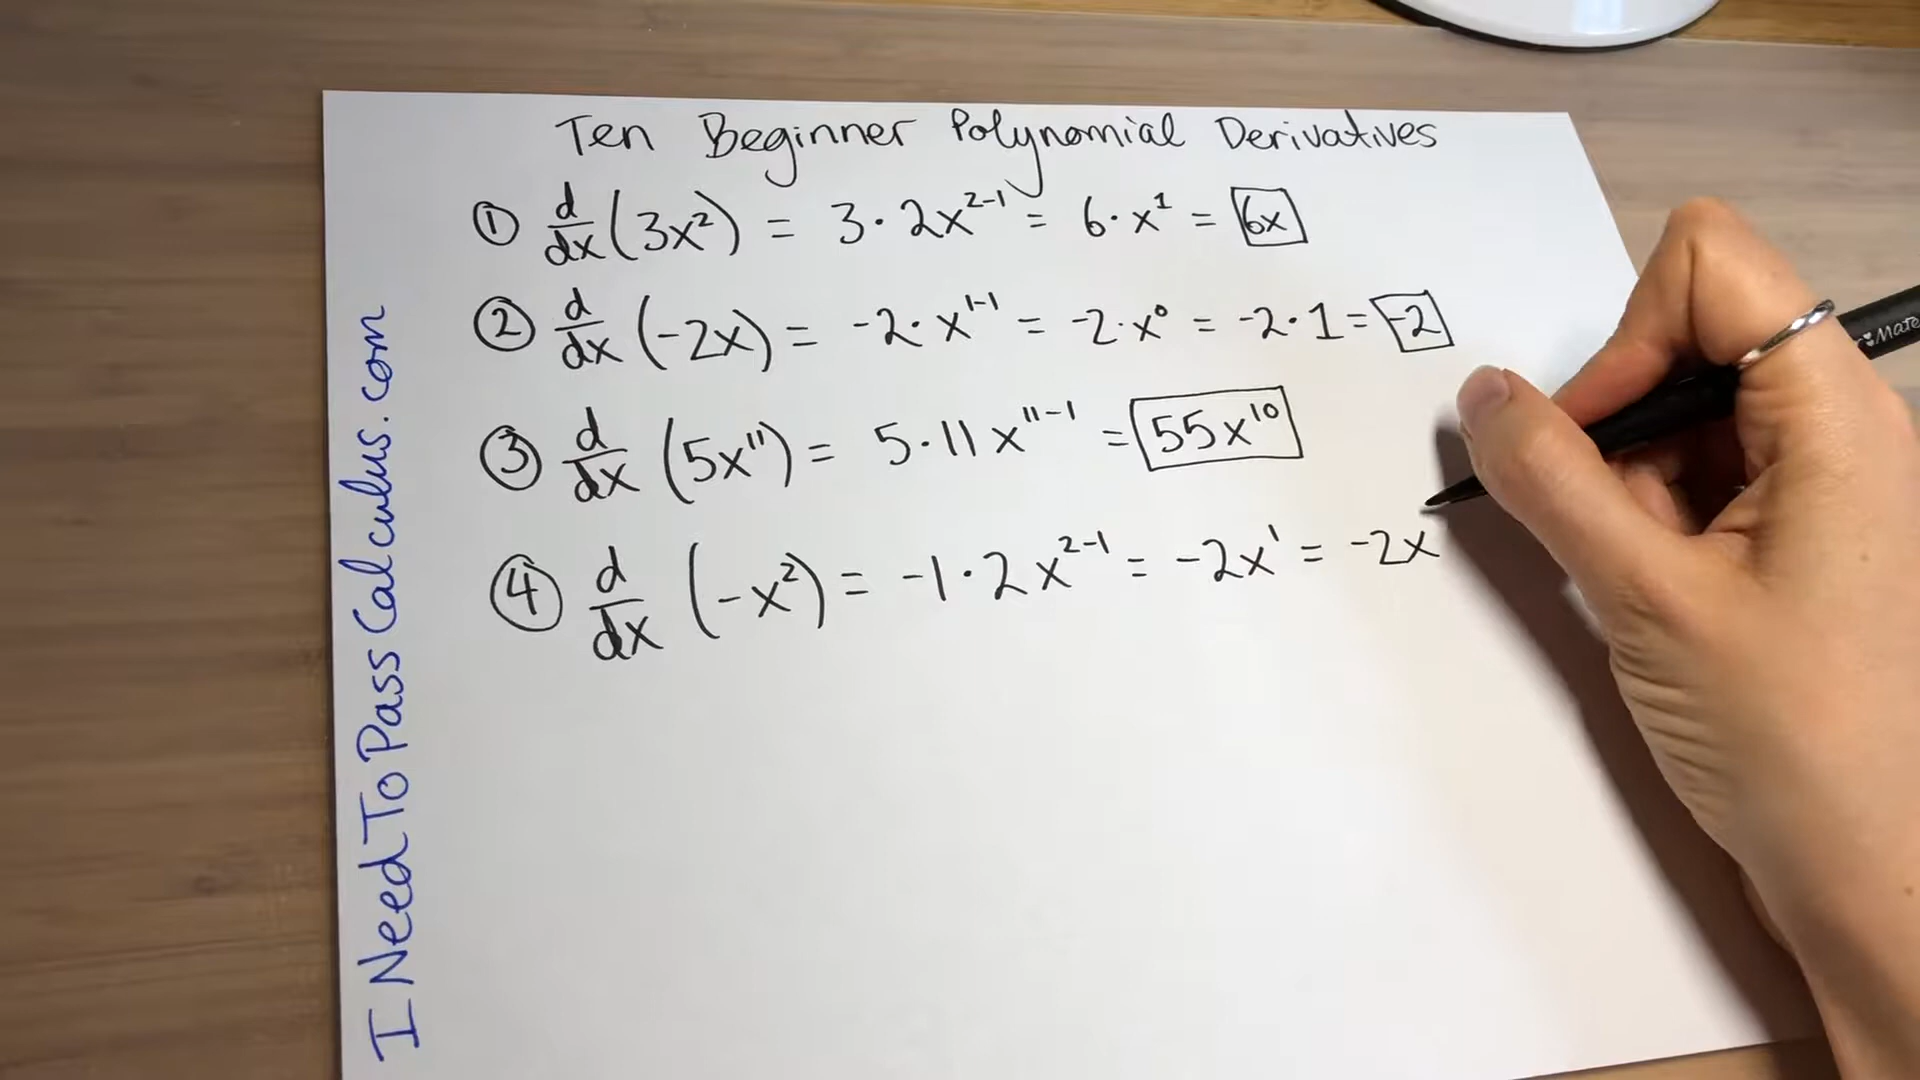 Ten Beginner Polynomial Derivatives
① d/dx (3x²) = 3 · 2x²⁻¹ = 6 · x¹ = 6x
② d/dx (-2x) = -2 · x¹⁻¹ = -2 · x⁰ = -2 · 1 = -2
③ d/dx (5x¹¹) = 5 · 11x¹¹⁻¹ = 55x¹⁰
④ d/dx (-x²) = -1 · 2x²⁻¹ = -2x¹ = -2x
INeedToPassCalculus.com